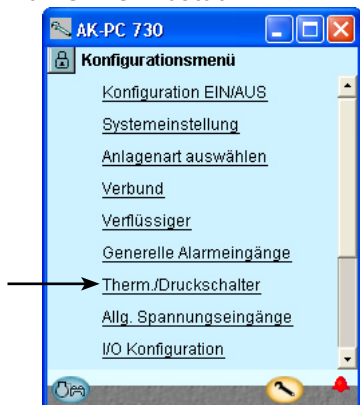 AK-PC 730
Konfigurationsmenü
Konfiguration EIN/AUS
Systemeinstellung
Anlagenart auswählen
Verbund
Verflüssiger
Generelle Alarmeingänge
Therm./Druckschalter
Allg. Spannungseingänge
I/O Konfiguration